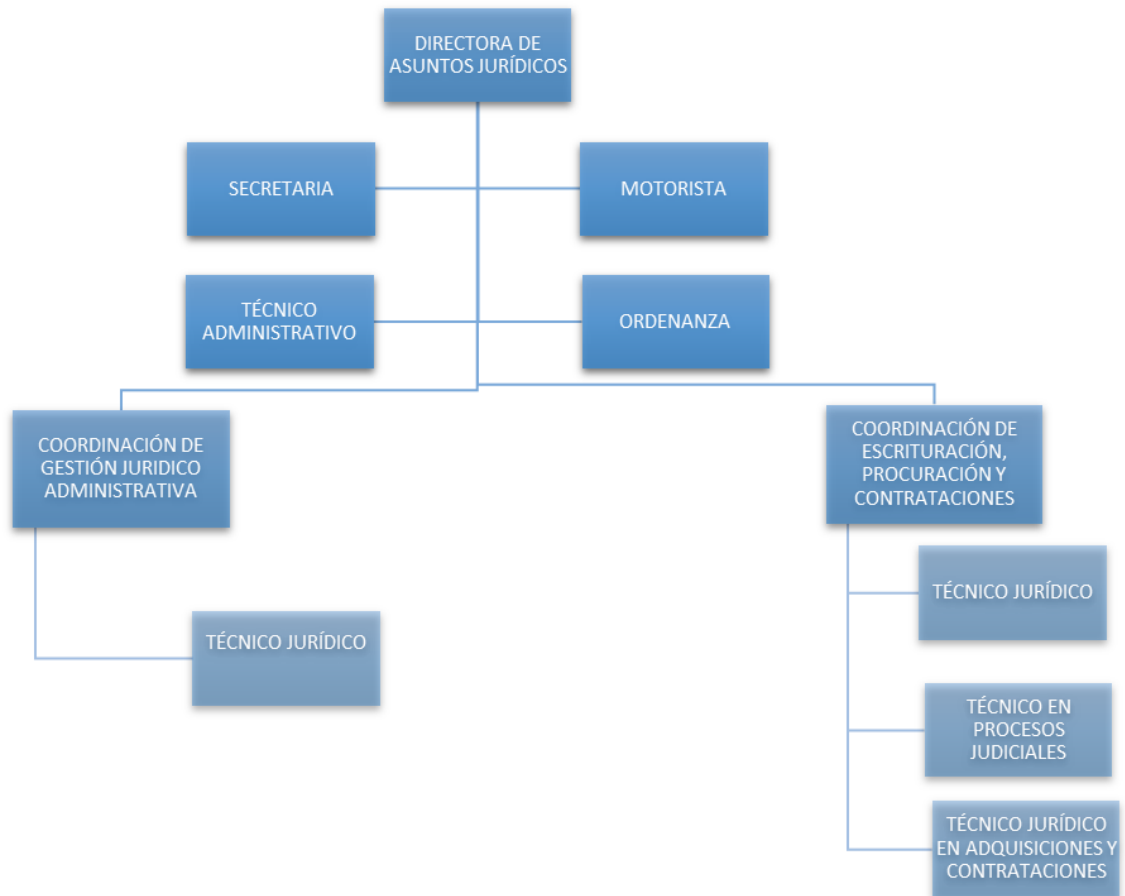 DIRECTORA DE
ASUNTOS JURÍDICOS
SECRETARIA
MOTORISTA
TÉCNICO
ADMINISTRATIVO
ORDENANZA
COORDINACIÓN DE
GESTIÓN JURIDICO
ADMINISTRATIVA
TÉCNICO JURÍDICO
COORDINACIÓN DE
ESCRITURACIÓN,
PROCURACIÓN Y
CONTRATACIONES
TÉCNICO JURÍDICO
TÉCNICO EN
PROCESOS
JUDICIALES
TÉCNICO JURÍDICO
EN ADQUISICIONES Y
CONTRATACIONES